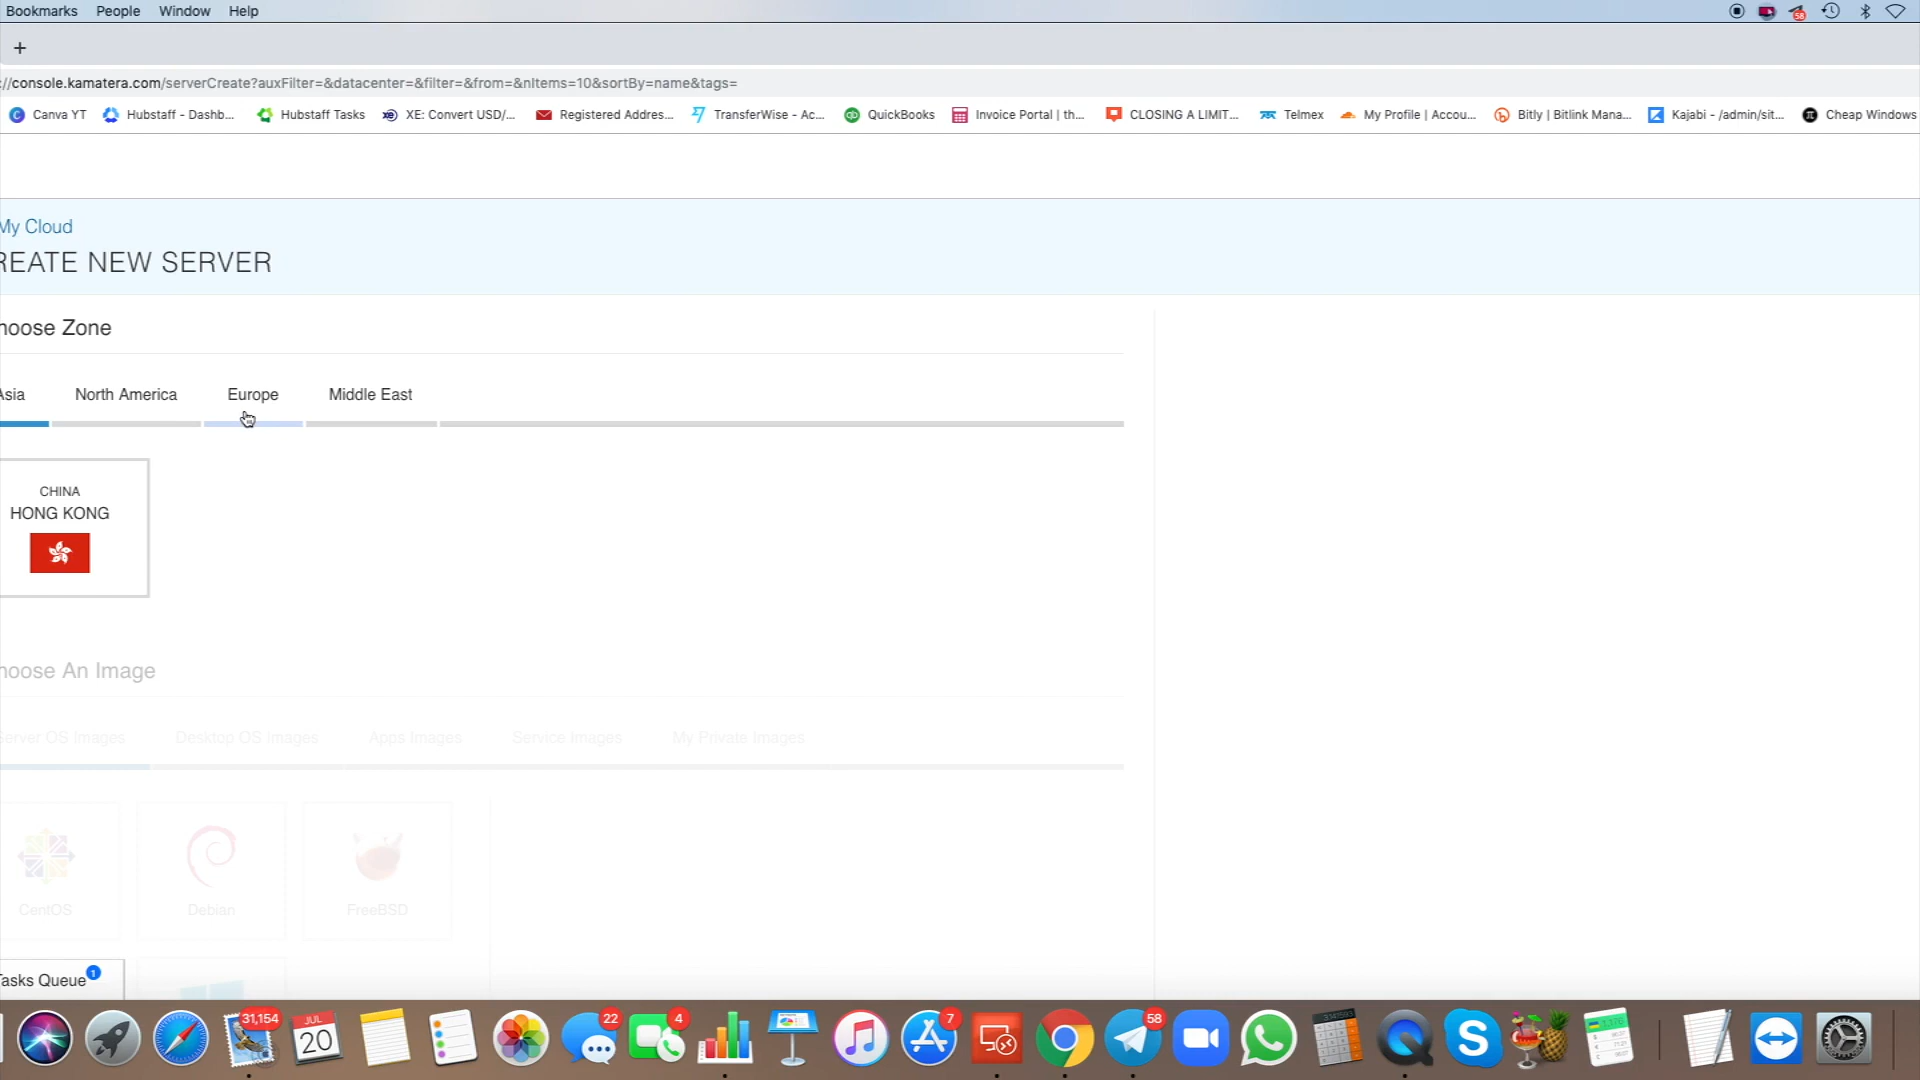 Bookmarks People Window Help
58
+
://console.kamatera.com/serverCreate?auxFilter=&datacenter=&filter=&from=&nItems=10&sortBy=name&tags=
Canva YT Hubstaff - Dashb... Hubstaff Tasks XE: Convert USD/... Registered Addres... TransferWise - Ac... QuickBooks Invoice Portal | th... CLOSING A LIMIT... Telmex My Profile | Accou... Bitly | Bitlink Mana... Kajabi - /admin/sit... Cheap Windows
My Cloud
REATE NEW SERVER
hoose Zone
Asia North America Europe Middle East
CHINA
HONG KONG
hoose An Image
Server OS Images Desktop OS Images Apps Images Service Images My Private Images
CentOS Debian FreeBSD
Tasks Queue 1
31,154 JUL 20 22 4 7 58